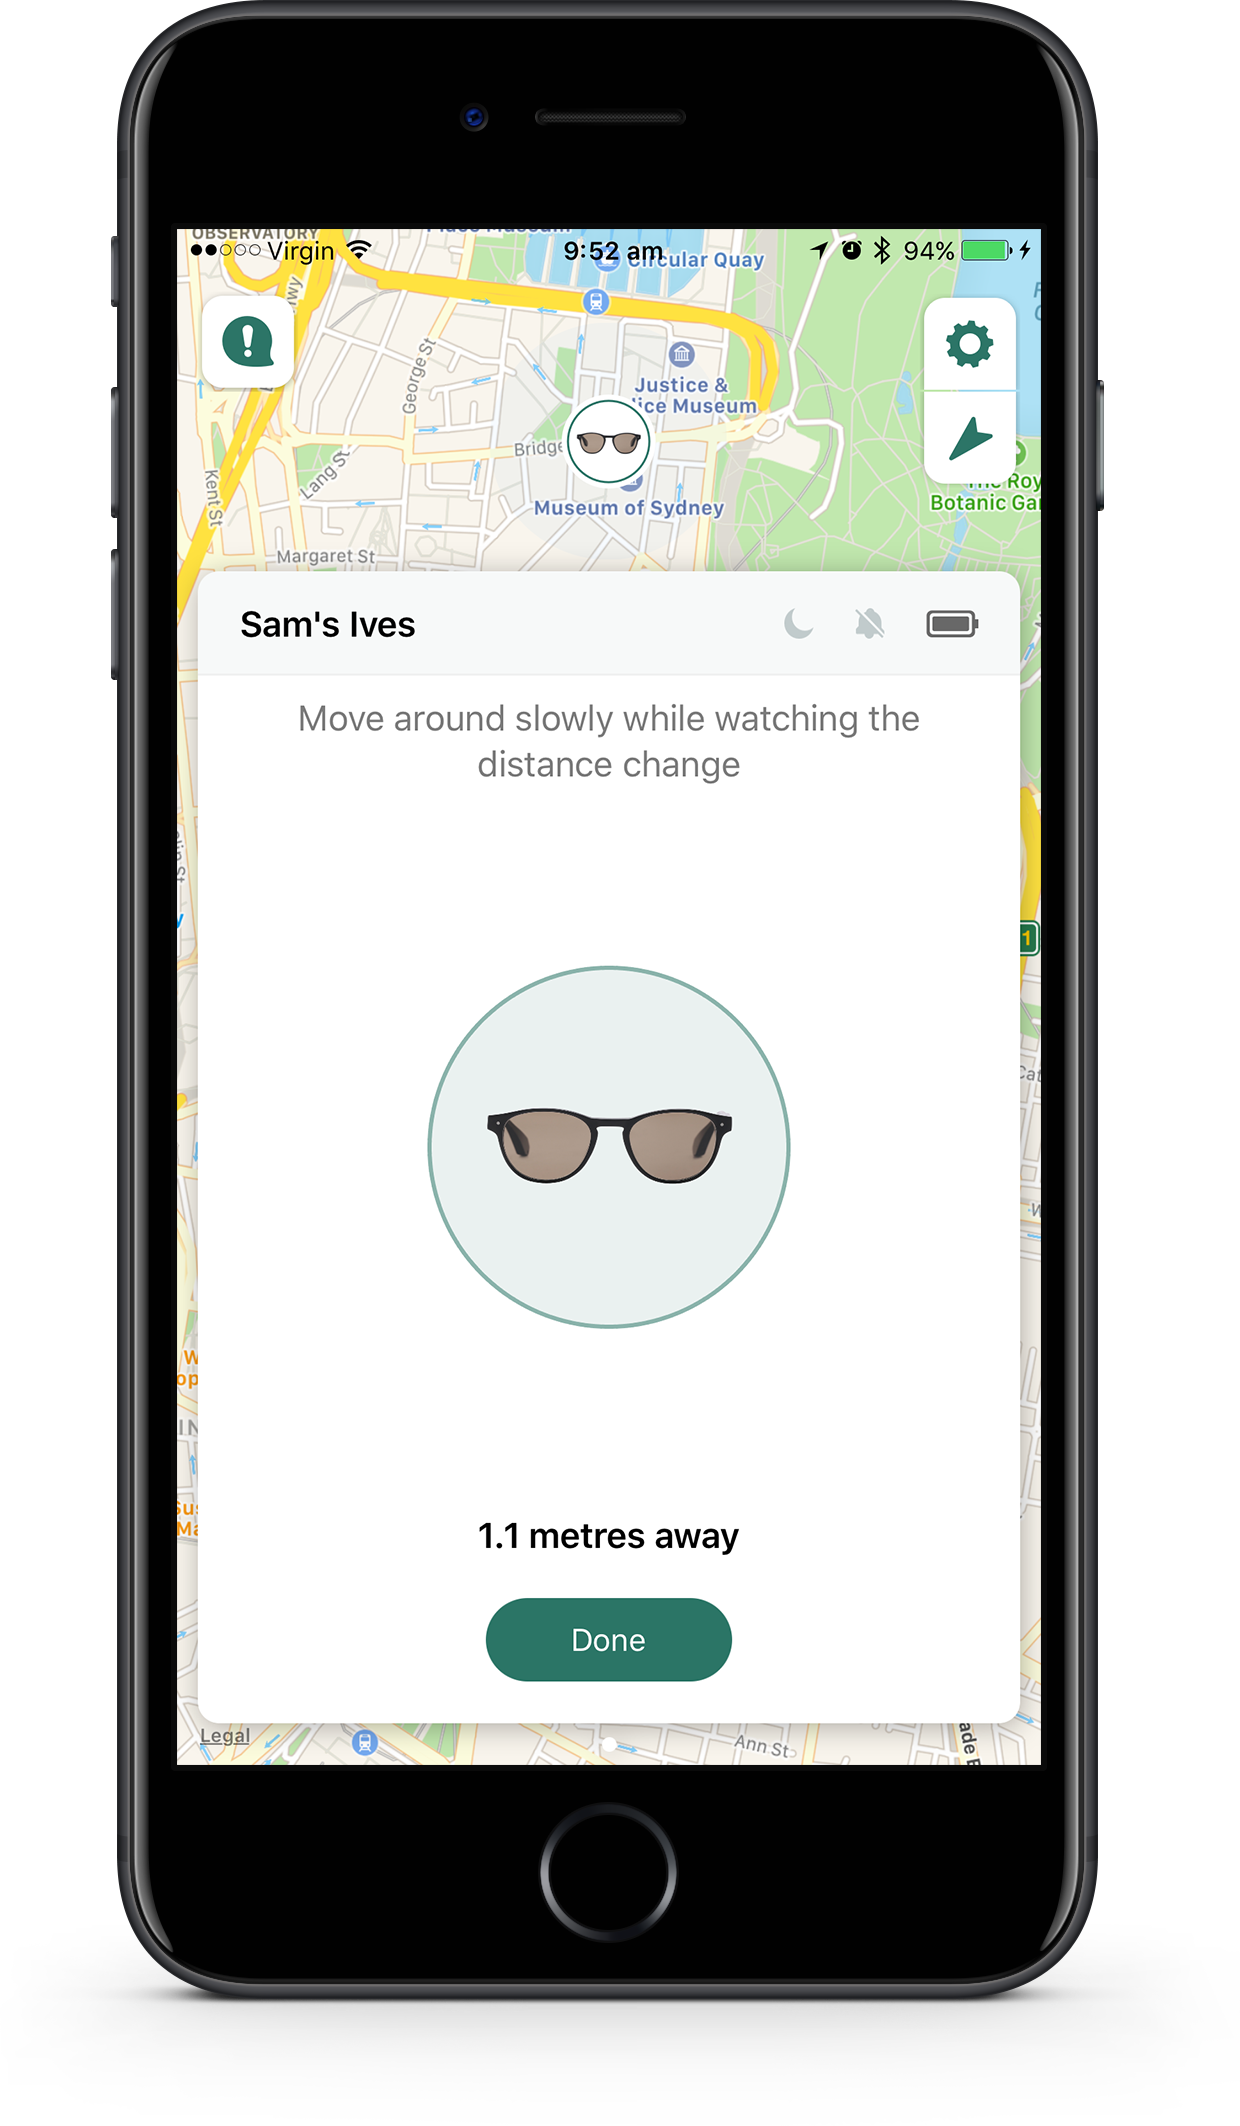 OBSERVATORY
Virgin
9:52 am
94%
Circular Quay
George St
Justice &
Museum
Bridge
Lang St
Kent St
Museum of Sydney
Botanic
Margaret St
Sam's Ives
Move around slowly while watching the
distance change
1
1.1 metres away
Done
Legal
Ann St